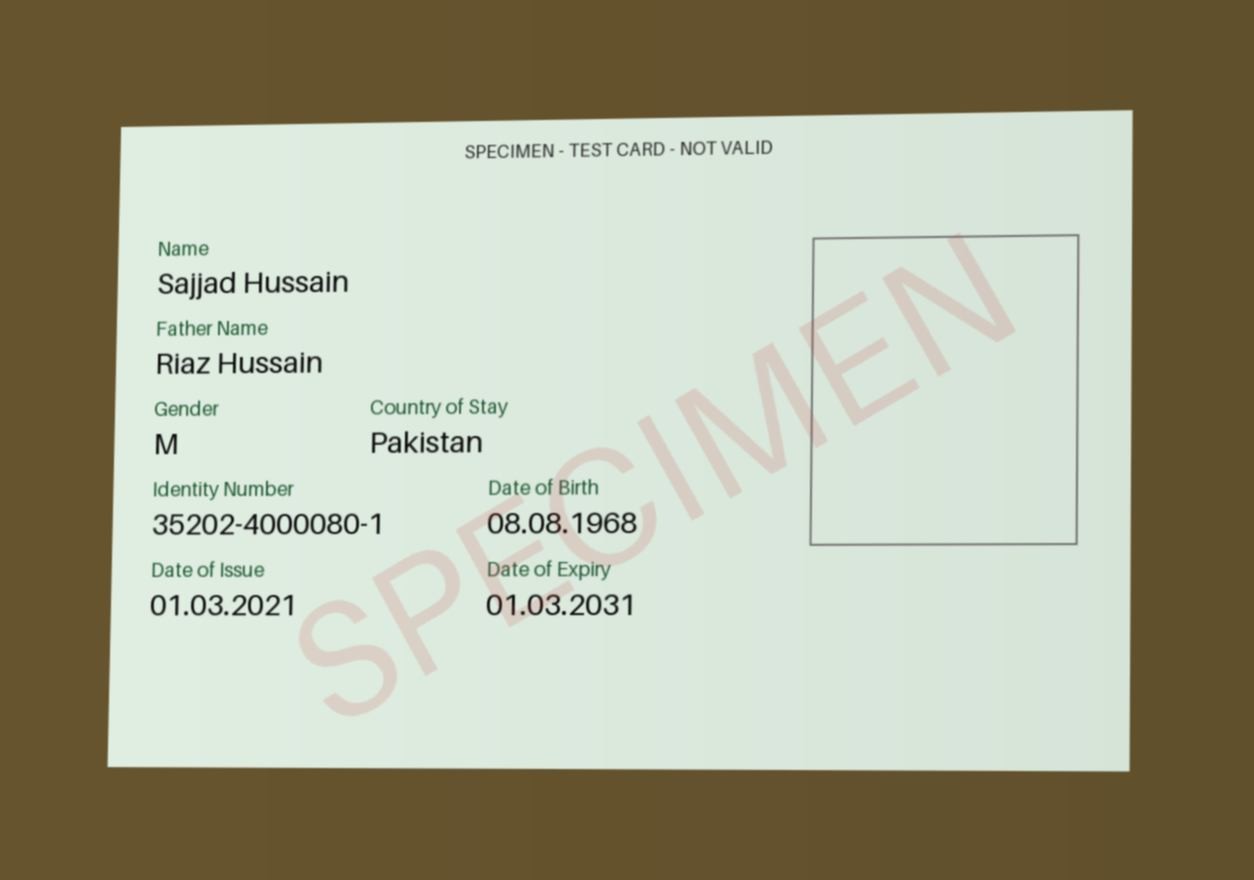 SPECIMEN - TEST CARD - NOT VALID
Name
Sajjad Hussain
Father Name
Riaz Hussain
Gender Country of Stay
M Pakistan
Identity Number Date of Birth
35202-4000080-1 08.08.1968
Date of Issue Date of Expiry
01.03.2021 01.03.2031
SPECIMEN